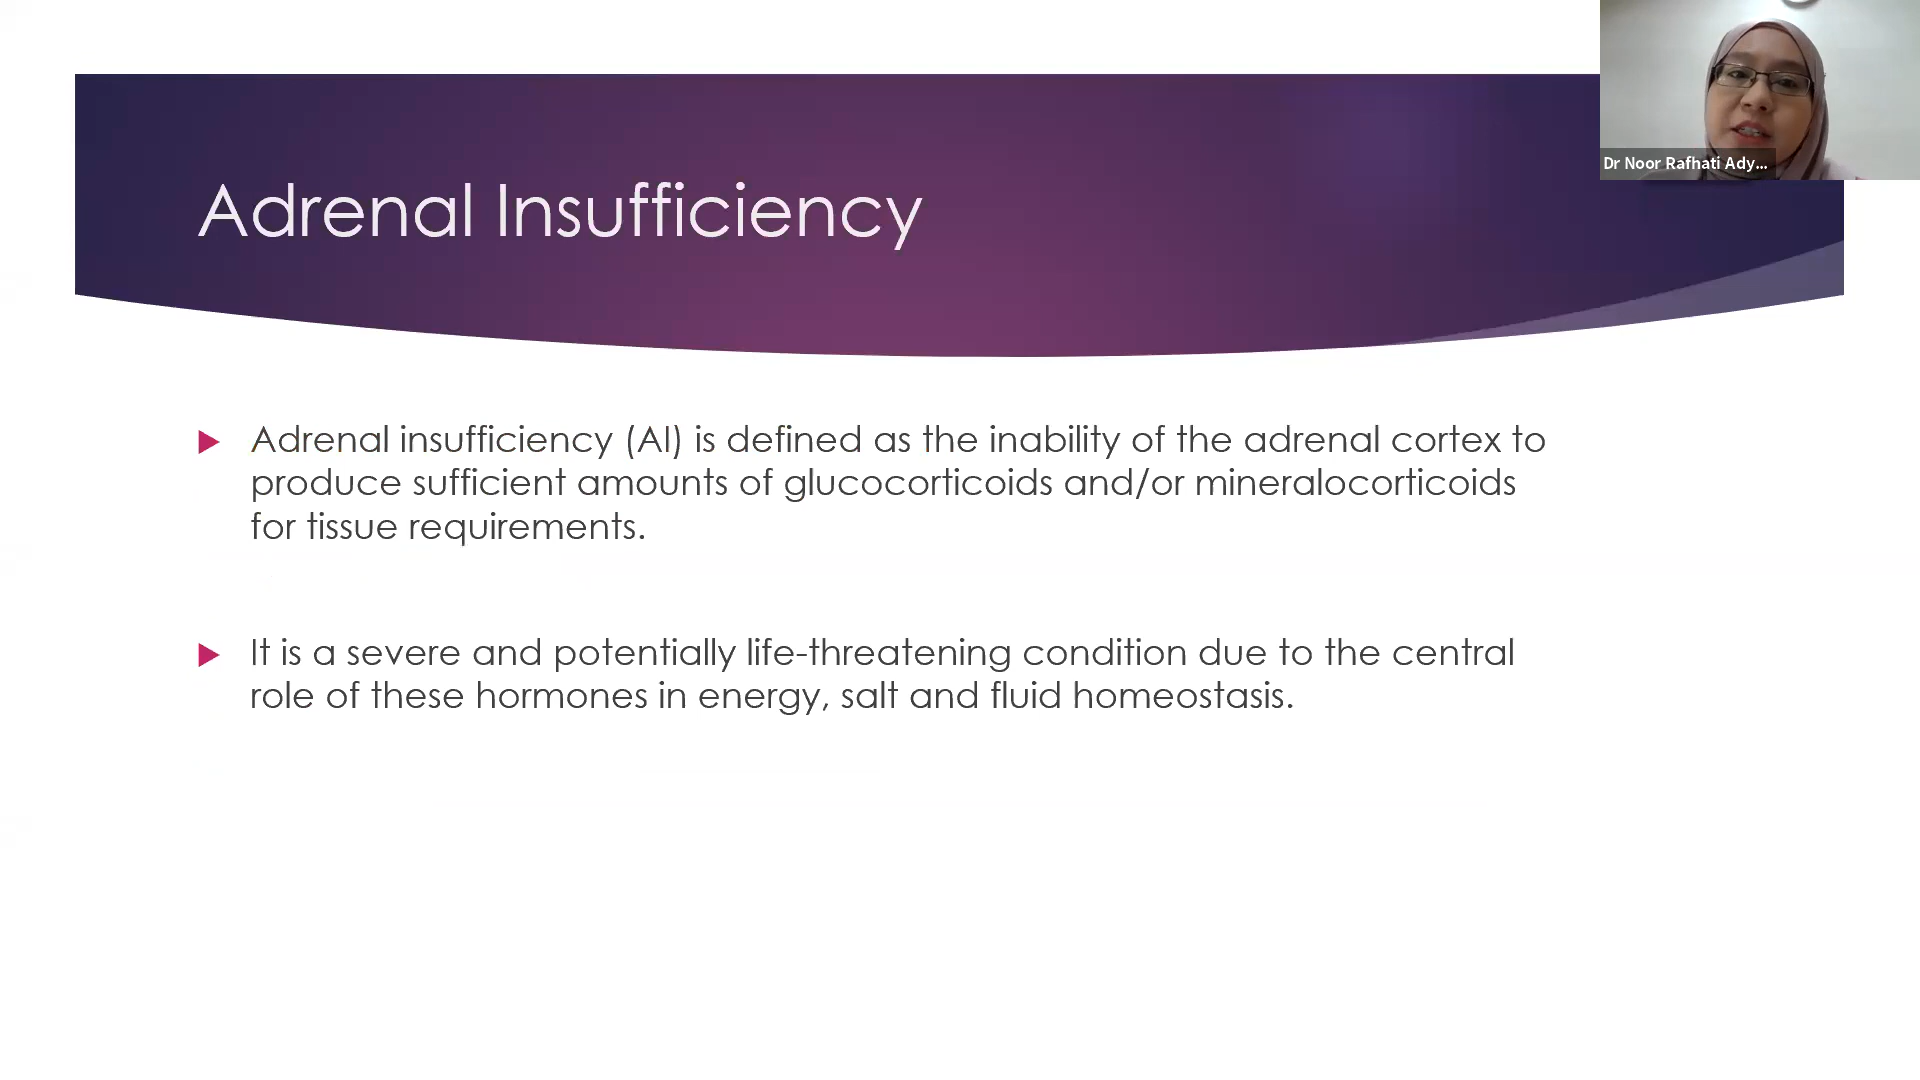 Dr Noor Rafhati Ady...
Adrenal Insufficiency
Adrenal insufficiency (AI) is defined as the inability of the adrenal cortex to
produce sufficient amounts of glucocorticoids and/or mineralocorticoids
for tissue requirements.
It is a severe and potentially life-threatening condition due to the central
role of these hormones in energy, salt and fluid homeostasis.